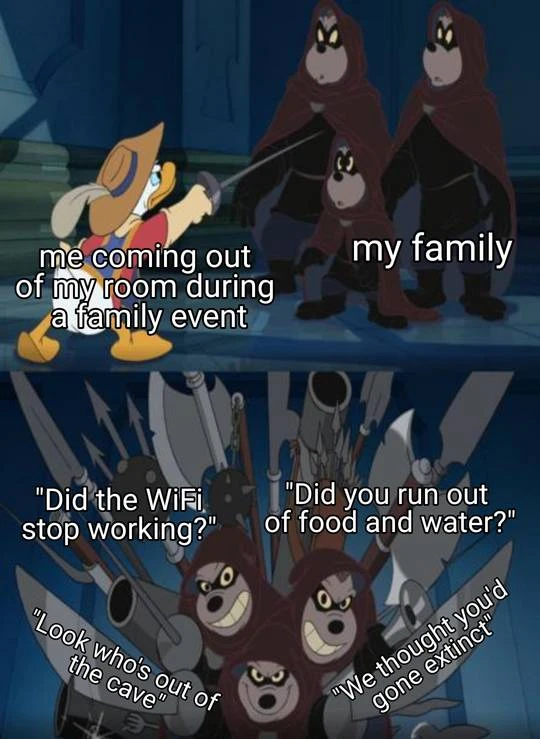 me coming out
of my room during
a family event
my family
"Did the WiFi
stop working?"
"Did you run out
of food and water?"
"Look who's out of
the cave"
"We thought you'd
gone extinct"